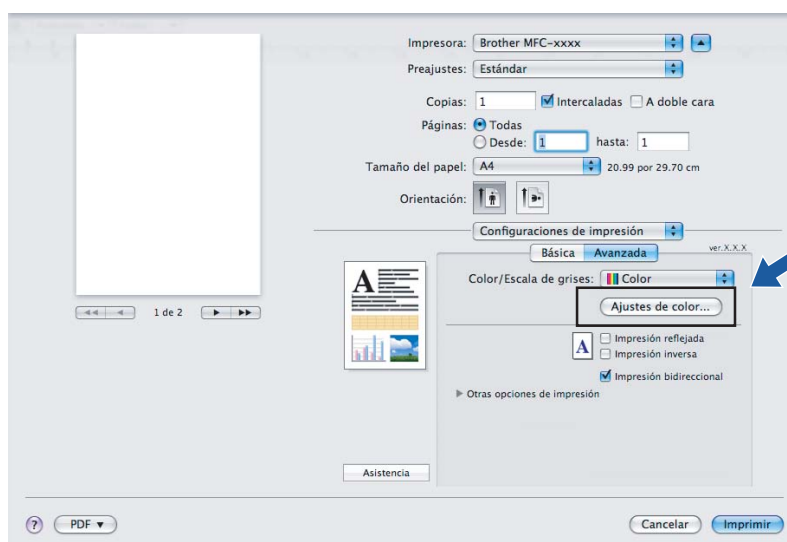 Impresora: Brother MFC-xxxx
Preajustes: Estándar
Copias: 1 Intercaladas A doble cara
Páginas: Todas
Desde: 1 hasta: 1
Tamaño del papel: A4 20.99 por 29.70 cm
Orientación:
Configuraciones de impresión
Básica Avanzada ver.X.X.X
Color/Escala de grises: Color
Ajustes de color...
1 de 2
A
Impresión reflejada
A
Impresión inversa
Impresión bidireccional
Otras opciones de impresión
Asistencia
? PDF Cancelar Imprimir